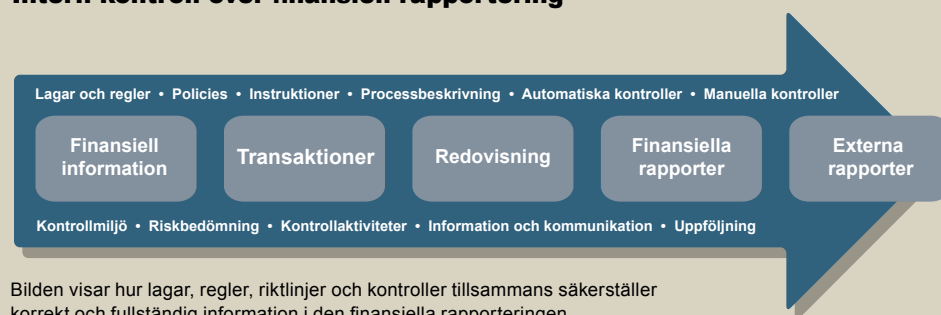 Intern kontroll över finansiell rapportering
Lagar och regler • Policies • Instruktioner • Processbeskrivning • Automatiska kontroller • Manuella kontroller
Finansiell
information
Transaktioner
Redovisning
Finansiella
rapporter
Externa
rapporter
Kontrollmiljö • Riskbedömning • Kontrollaktiviteter • Information och kommunikation • Uppföljning
Bilden visar hur lagar, regler, riktlinjer och kontroller tillsammans säkerställer
korrekt och fullständig information i den finansiella rapporteringen